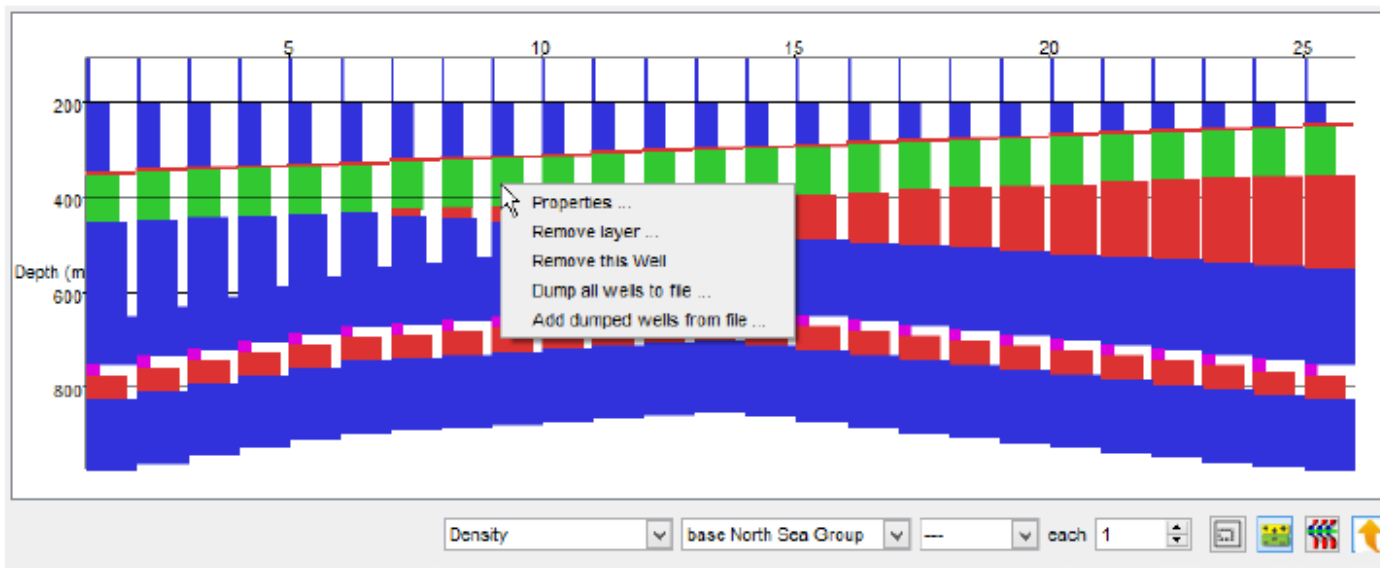 5 10 15 20 25
200
400
Depth (m
600
800
Properties ...
Remove layer ...
Remove this Well
Dump all wells to file ...
Add dumped wells from file ...
Density base North Sea Group --- each 1